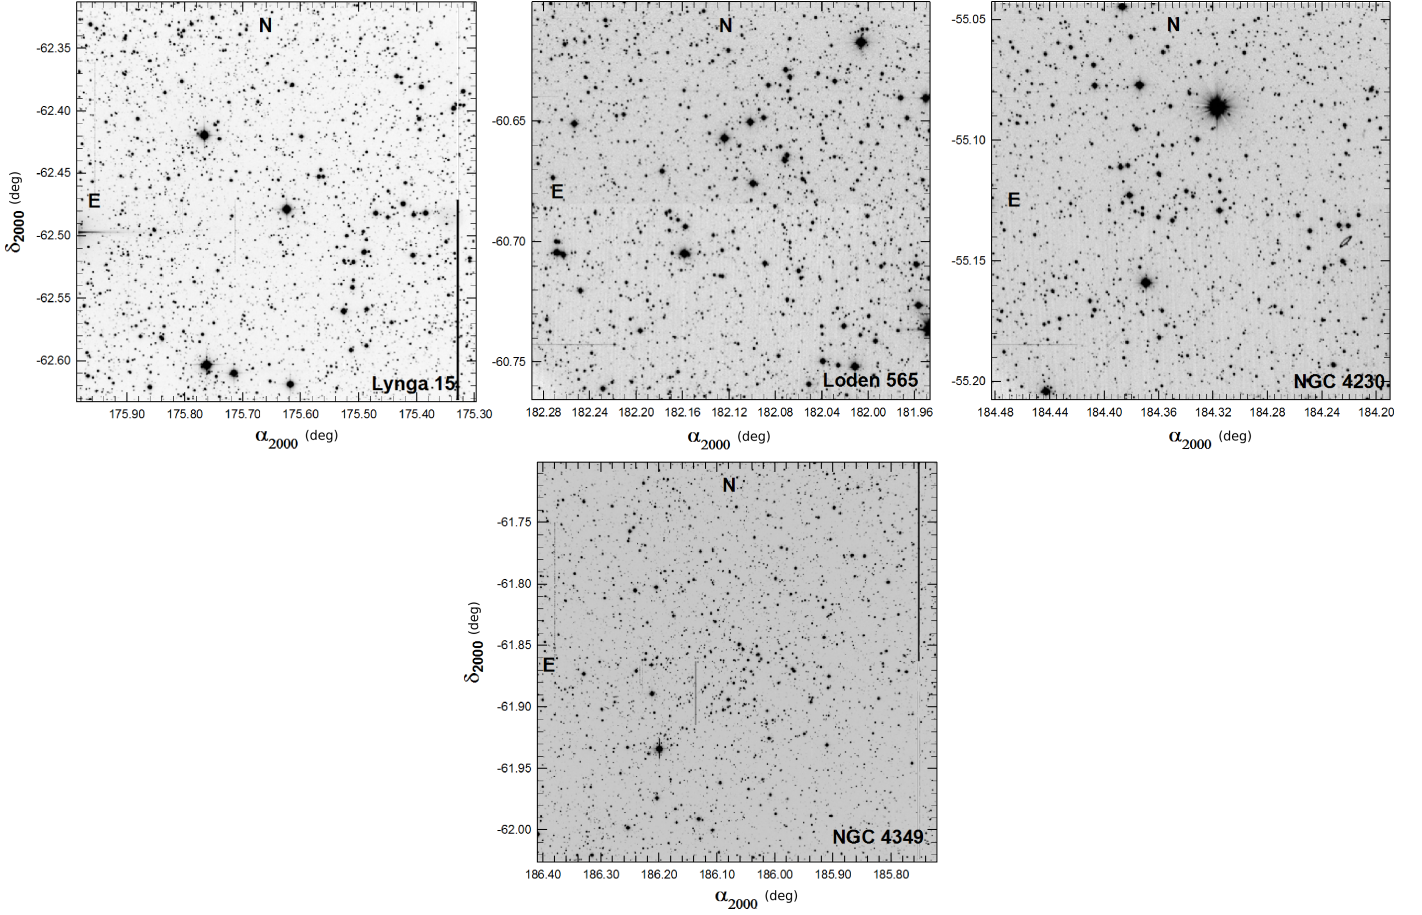 N
-62.35
-62.40
-62.45
-62.50
-62.55
-62.60
E
Lynga 15
175.90 175.80 175.70 175.60 175.50 175.40 175.30
δ2000 (deg)
α2000 (deg)
N
-60.65
-60.70
-60.75
E
Loden 565
182.28 182.24 182.20 182.16 182.12 182.08 182.04 182.00 181.96
α2000 (deg)
N
-55.05
-55.10
-55.15
-55.20
E
NGC 4230
184.48 184.44 184.40 184.36 184.32 184.28 184.24 184.20
α2000 (deg)
N
-61.75
-61.80
-61.85
-61.90
-61.95
-62.00
E
NGC 4349
186.40 186.30 186.20 186.10 186.00 185.90 185.80
δ2000 (deg)
α2000 (deg)